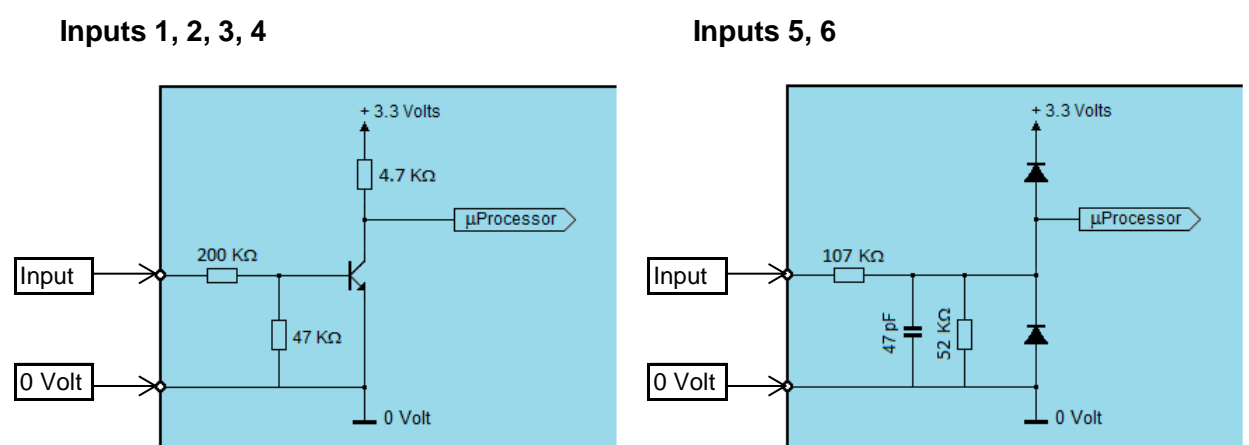 Inputs 1, 2, 3, 4
+ 3.3 Volts
4.7 KΩ
µProcessor
200 KΩ
Input
47 KΩ
0 Volt
0 Volt
Inputs 5, 6
+ 3.3 Volts
µProcessor
107 KΩ
Input
47 pF
52 KΩ
0 Volt
0 Volt